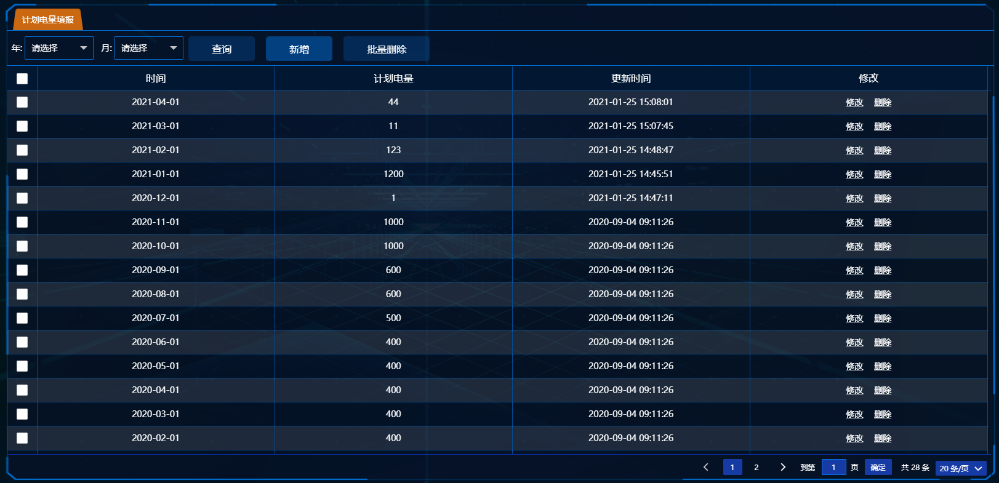 计划电量填报
年: 请选择 月: 请选择 查询 新增 批量删除
时间 计划电量 更新时间 修改
2021-04-01 44 2021-01-25 15:08:01 修改 删除
2021-03-01 11 2021-01-25 15:07:45 修改 删除
2021-02-01 123 2021-01-25 14:48:47 修改 删除
2021-01-01 1200 2021-01-25 14:45:51 修改 删除
2020-12-01 1 2021-01-25 14:47:11 修改 删除
2020-11-01 1000 2020-09-04 09:11:26 修改 删除
2020-10-01 1000 2020-09-04 09:11:26 修改 删除
2020-09-01 600 2020-09-04 09:11:26 修改 删除
2020-08-01 600 2020-09-04 09:11:26 修改 删除
2020-07-01 500 2020-09-04 09:11:26 修改 删除
2020-06-01 400 2020-09-04 09:11:26 修改 删除
2020-05-01 400 2020-09-04 09:11:26 修改 删除
2020-04-01 400 2020-09-04 09:11:26 修改 删除
2020-03-01 400 2020-09-04 09:11:26 修改 删除
2020-02-01 400 2020-09-04 09:11:26 修改 删除
1 2 到第 1 页 确定 共 28 条 20 条/页